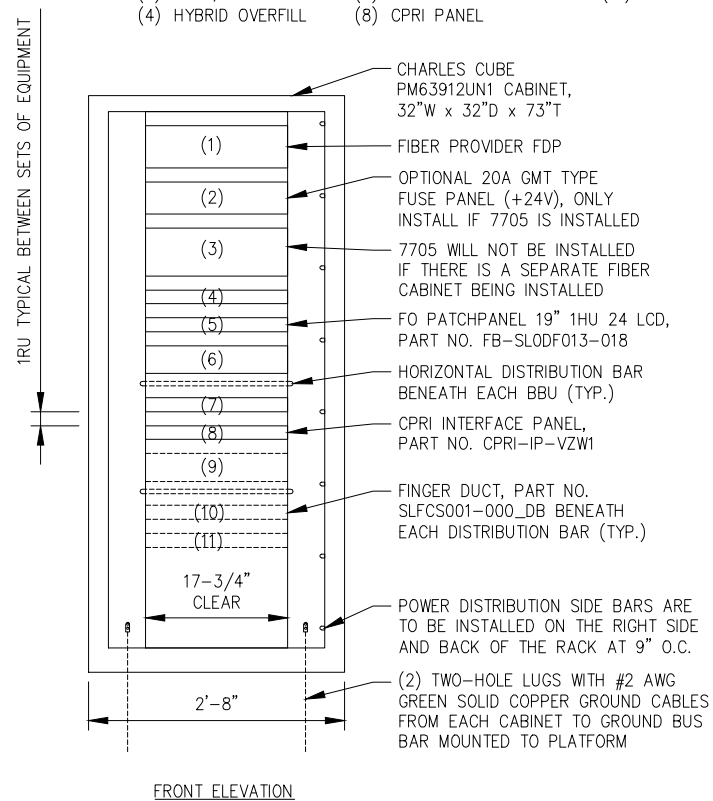 (4) HYBRID OVERFILL
(8) CPRI PANEL
1RU TYPICAL BETWEEN SETS OF EQUIPMENT
CHARLES CUBE
PM63912UN1 CABINET,
32"W x 32"D x 73"T
(1)
FIBER PROVIDER FDP
(2)
OPTIONAL 20A GMT TYPE
FUSE PANEL (+24V), ONLY
INSTALL IF 7705 IS INSTALLED
(3)
7705 WILL NOT BE INSTALLED
IF THERE IS A SEPARATE FIBER
CABINET BEING INSTALLED
(4)
(5)
FO PATCHPANEL 19" 1HU 24 LCD,
PART NO. FB-SLODF013-018
(6)
HORIZONTAL DISTRIBUTION BAR
BENEATH EACH BBU (TYP.)
(7)
(8)
CPRI INTERFACE PANEL,
PART NO. CPRI-IP-VZW1
(9)
(10)
FINGER DUCT, PART NO.
SLFCS001-000_DB BENEATH
EACH DISTRIBUTION BAR (TYP.)
(11)
17-3/4"
CLEAR
POWER DISTRIBUTION SIDE BARS ARE
TO BE INSTALLED ON THE RIGHT SIDE
AND BACK OF THE RACK AT 9" O.C.
2'-8"
(2) TWO-HOLE LUGS WITH #2 AWG
GREEN SOLID COPPER GROUND CABLES
FROM EACH CABINET TO GROUND BUS
BAR MOUNTED TO PLATFORM
FRONT ELEVATION